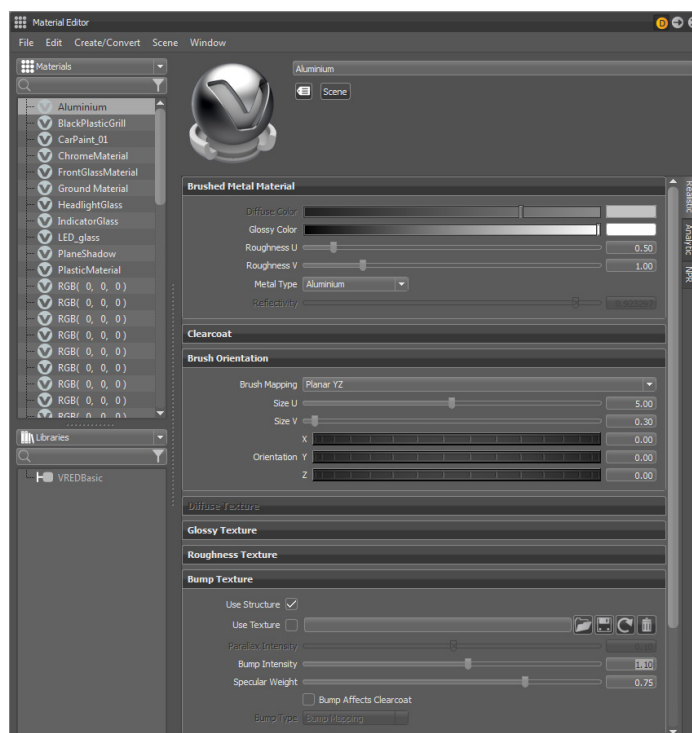 Material Editor
D
File Edit Create/Convert Scene Window
Materials
Aluminium
BlackPlasticGrill
CarPaint_01
ChromeMaterial
FrontGlassMaterial
Ground Material
HeadlightGlass
IndicatorGlass
LED_glass
PlaneShadow
PlasticMaterial
RGB( 0, 0, 0 )
RGB( 0, 0, 0 )
RGB( 0, 0, 0 )
RGB( 0, 0, 0 )
RGB( 0, 0, 0 )
RGB( 0, 0, 0 )
RGB( 0, 0, 0 )
RGB( 0, 0, 0 )
RGB( 0, 0, 0 )
Libraries
VREDBasic
Aluminium
Scene
Brushed Metal Material
Diffuse Color
Glossy Color
Roughness U 0.50
Roughness V 1.00
Metal Type Aluminium
Reflectivity
Clearcoat
Brush Orientation
Brush Mapping Planar YZ
Size U 5.00
Size V 0.30
X 0.00
Orientation Y 0.00
Z 0.00
Diffuse Texture
Glossy Texture
Roughness Texture
Bump Texture
Use Structure
Use Texture
Parallax Intensity
Bump Intensity 1.10
Specular Weight 0.75
Bump Affects Clearcoat
Bump Type Bump Mapping
Realistic
Analytic
NPR